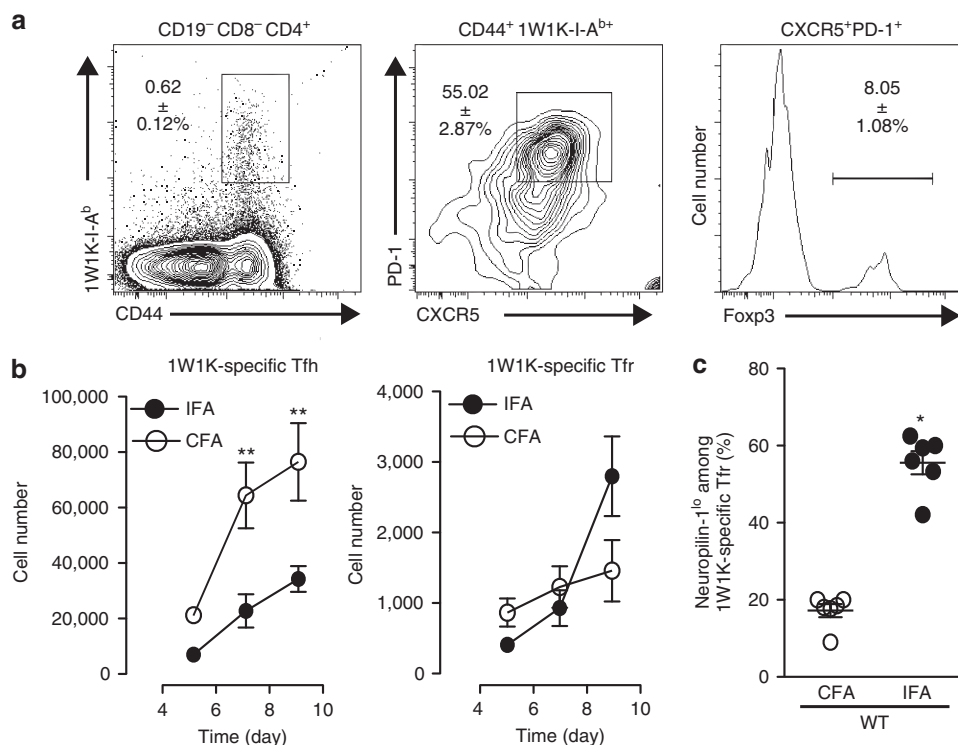 a
CD19⁻ CD8⁻ CD4⁺
CD44⁺ 1W1K-I-Aᵇ⁺
CXCR5⁺PD-1⁺
0.62
±
0.12%
1W1K-I-Aᵇ
CD44
55.02
±
2.87%
PD-1
CXCR5
8.05
±
1.08%
Cell number
Foxp3
b
1W1K-specific Tfh
100,000
80,000
60,000
40,000
20,000
0
Cell number
IFA
CFA
**
**
4 6 8 10
Time (day)
1W1K-specific Tfr
4,000
3,000
2,000
1,000
0
Cell number
IFA
CFA
4 6 8 10
Time (day)
c
80
60
40
20
0
Neuropilin-1ˡᵒ among
1W1K-specific Tfr (%)
*
CFA IFA
WT